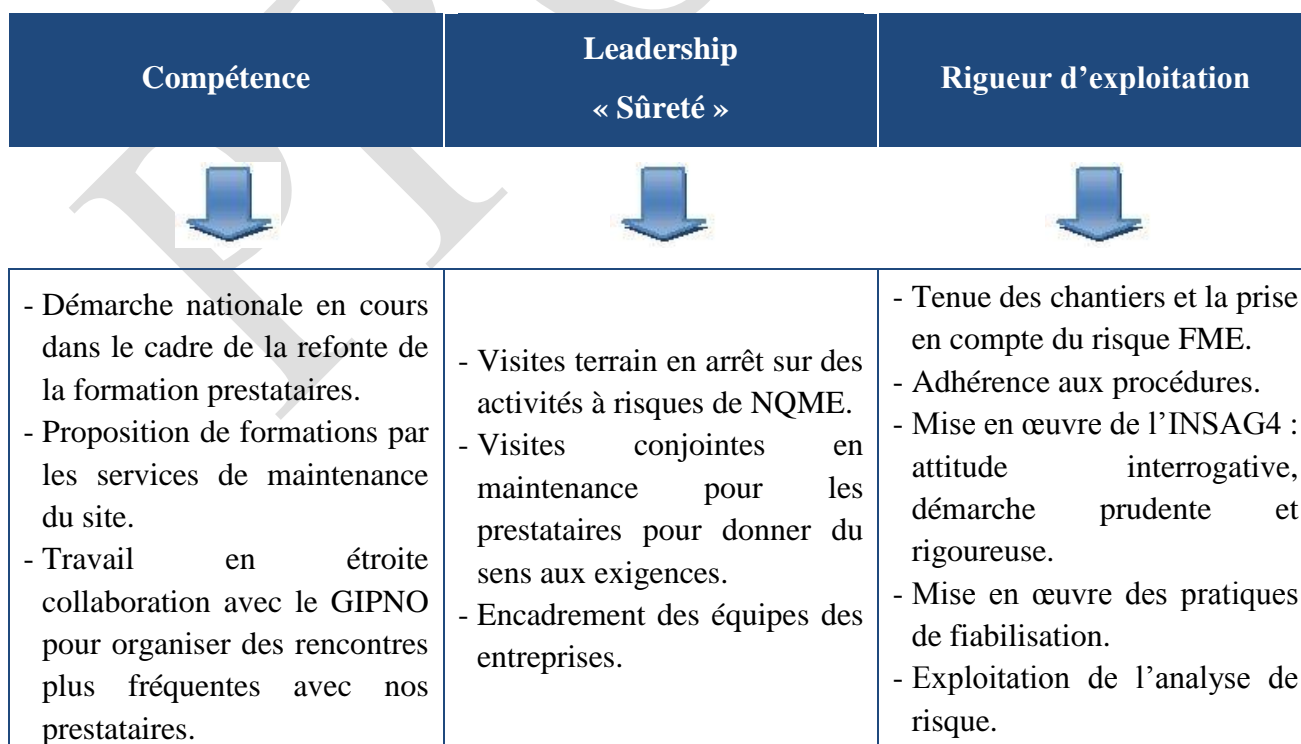 Compétence
Leadership
« Sûreté »
Rigueur d’exploitation
- Démarche nationale en cours
dans le cadre de la refonte de
la formation prestataires.
- Proposition de formations par
les services de maintenance
du site.
- Travail en étroite
collaboration avec le GIPNO
pour organiser des rencontres
plus fréquentes avec nos
prestataires.
- Visites terrain en arrêt sur des
activités à risques de NQME.
- Visites conjointes en
maintenance pour les
prestataires pour donner du
sens aux exigences.
- Encadrement des équipes des
entreprises.
- Tenue des chantiers et la prise
en compte du risque FME.
- Adhérence aux procédures.
- Mise en œuvre de l’INSAG4 :
attitude interrogative,
démarche prudente et
rigoureuse.
- Mise en œuvre des pratiques
de fiabilisation.
- Exploitation de l’analyse de
risque.